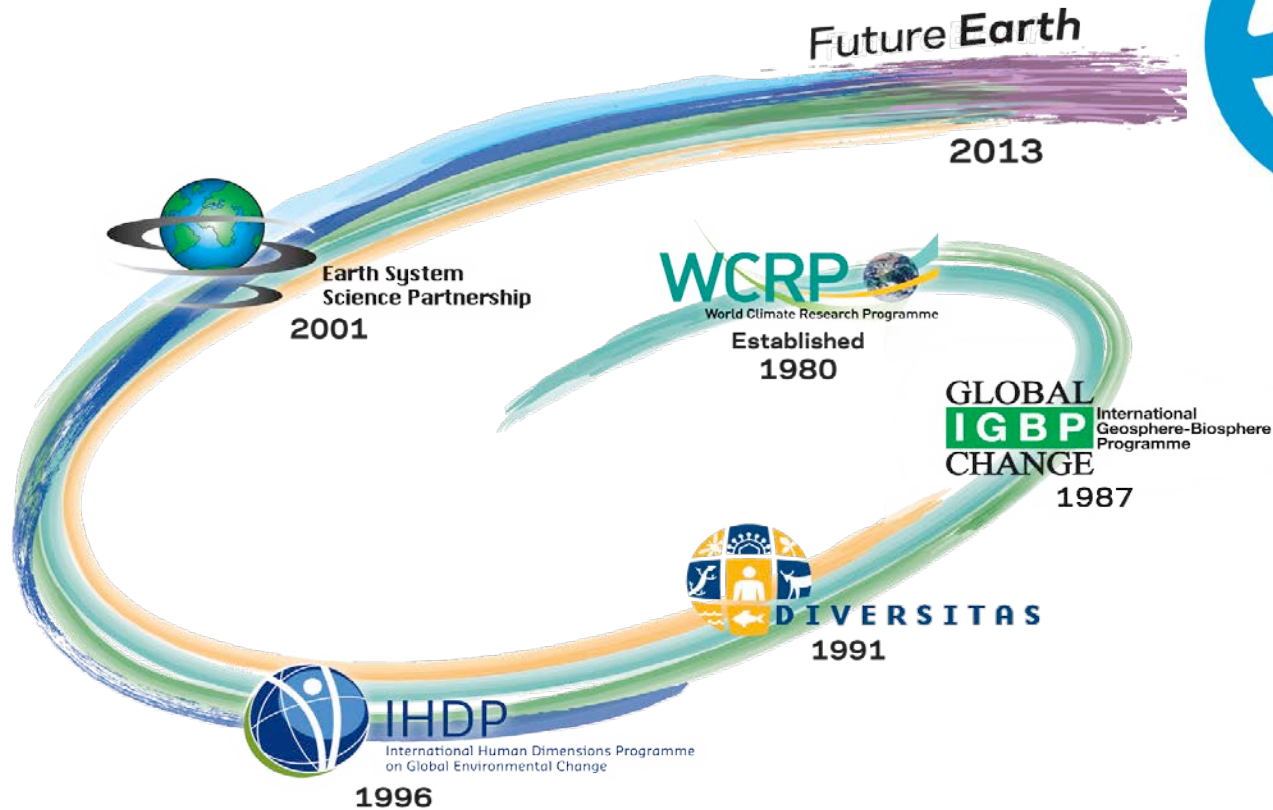 Future Earth
2013
Earth System
Science Partnership
2001
WCRP
World Climate Research Programme
Established
1980
GLOBAL
IGBP
CHANGE
International
Geosphere-Biosphere
Programme
1987
DIVERSITAS
1991
IHDP
International Human Dimensions Programme
on Global Environmental Change
1996